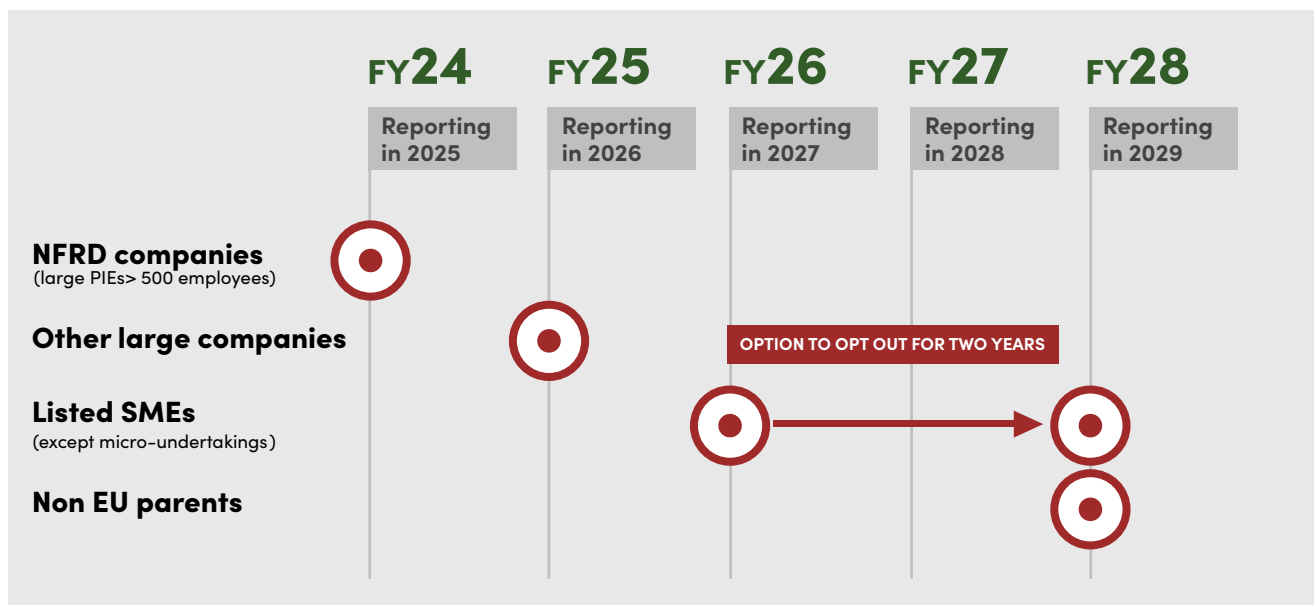 FY24 FY25 FY26 FY27 FY28
Reporting in 2025
Reporting in 2026
Reporting in 2027
Reporting in 2028
Reporting in 2029
NFRD companies
(large PIEs> 500 employees)
Other large companies
OPTION TO OPT OUT FOR TWO YEARS
Listed SMEs
(except micro-undertakings)
Non EU parents